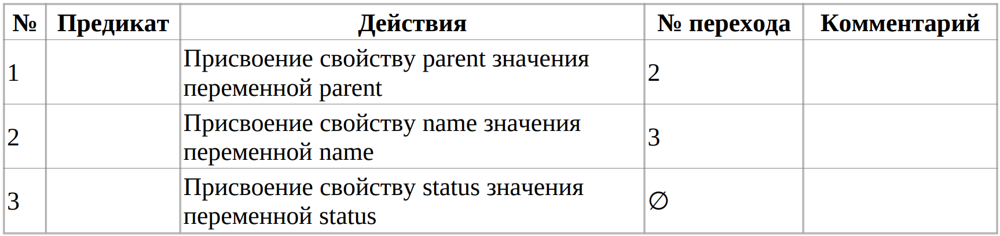 № Предикат Действия № перехода Комментарий
1 Присвоение свойству parent значения 2
переменной parent
2 Присвоение свойству name значения 3
переменной name
3 Присвоение свойству status значения ∅
переменной status